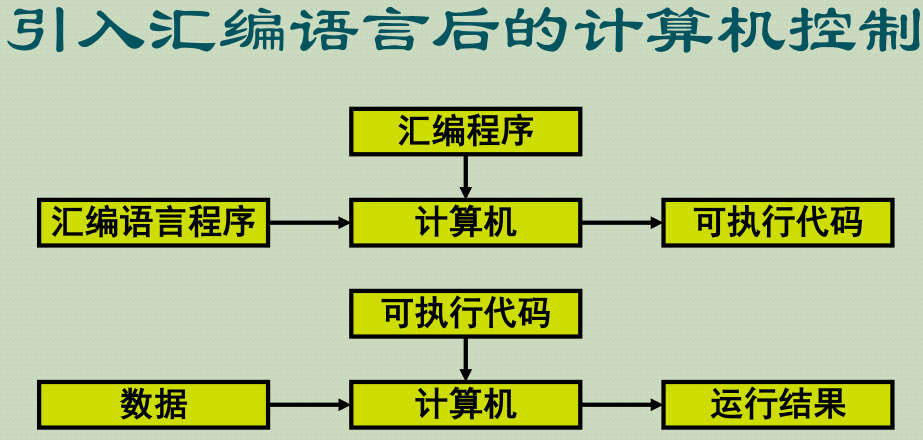 引入汇编语言后的计算机控制
汇编程序
汇编语言程序 计算机 可执行代码
可执行代码
数据 计算机 运行结果